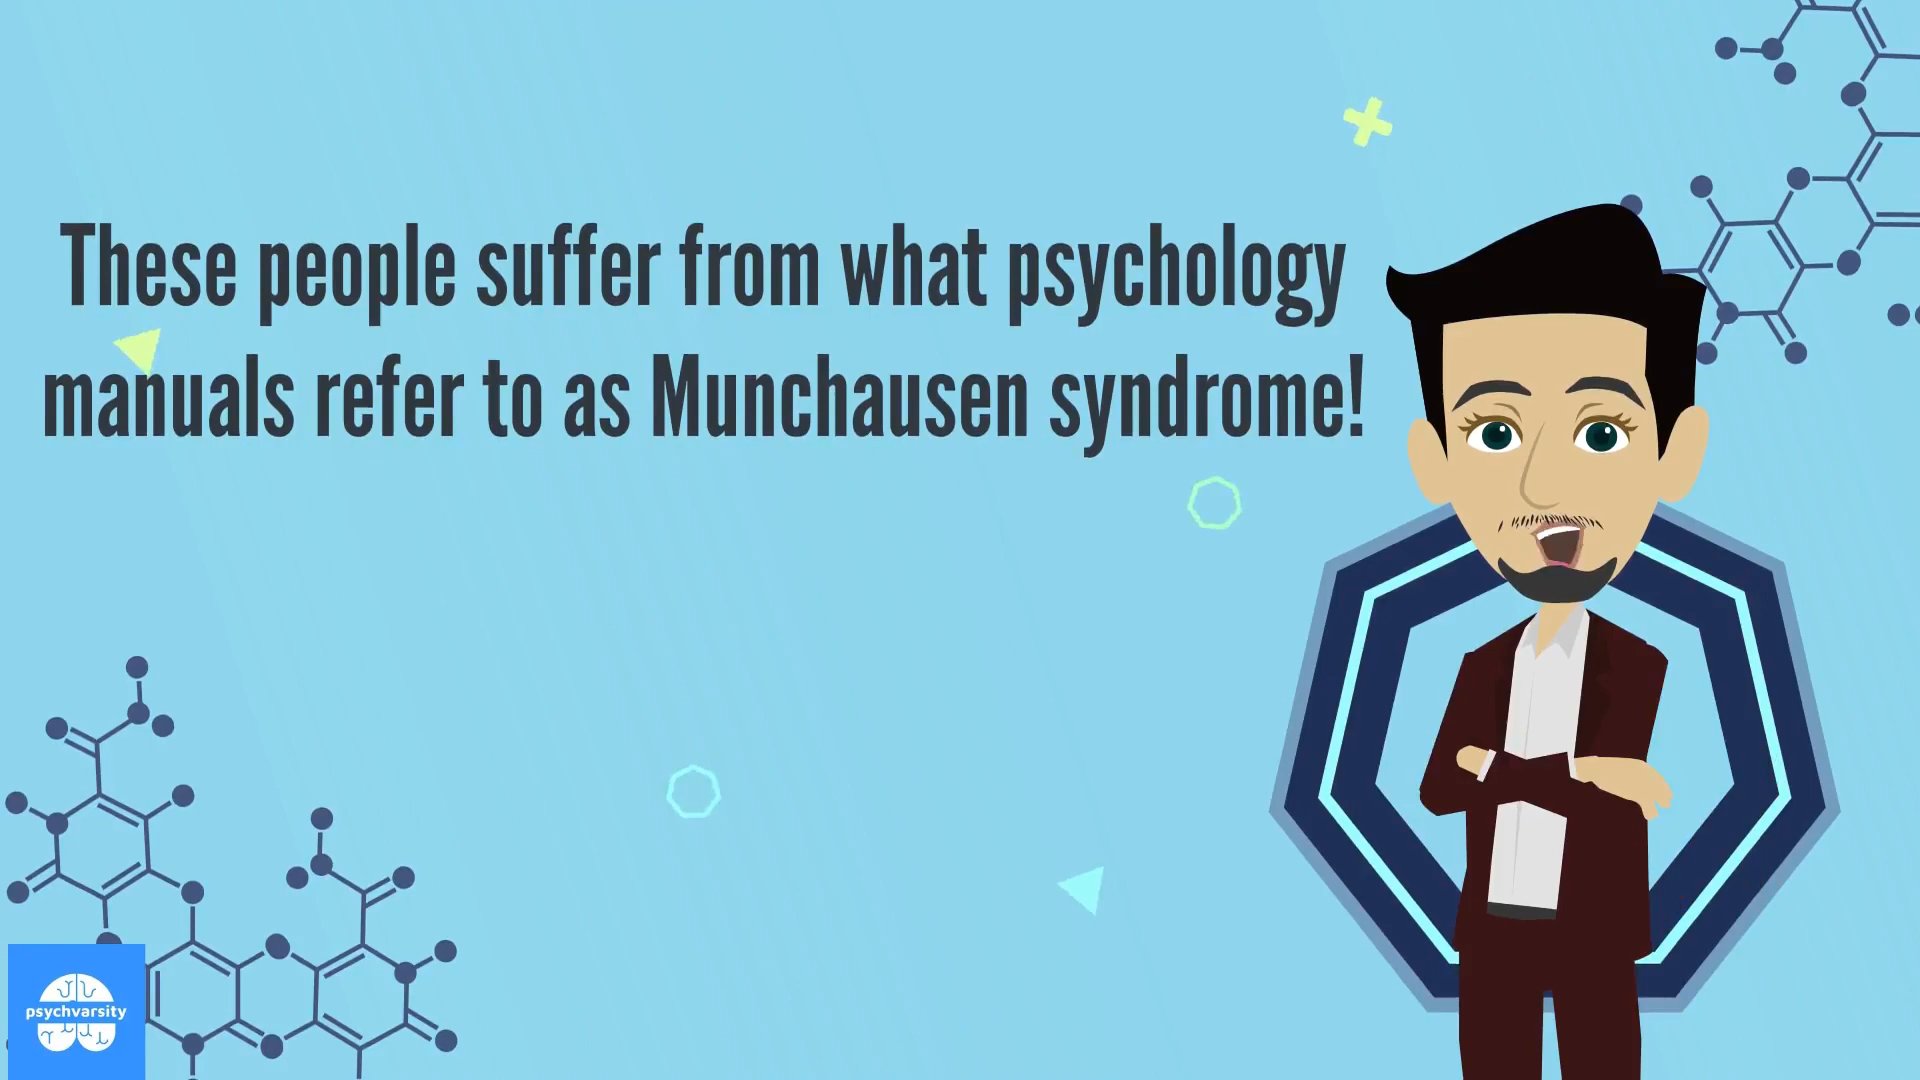 These people suffer from what psychology
manuals refer to as Munchausen syndrome!
psychvarsity